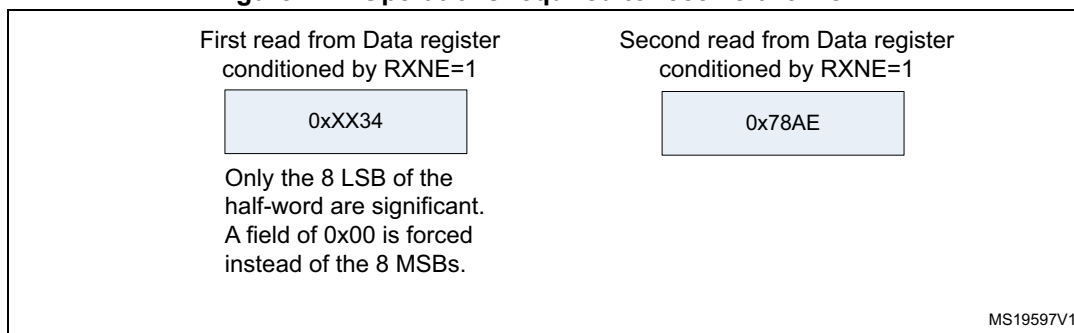 First read from Data register
conditioned by RXNE=1
0xXX34
Only the 8 LSB of the
half-word are significant.
A field of 0x00 is forced
instead of the 8 MSBs.
Second read from Data register
conditioned by RXNE=1
0x78AE
MS19597V1